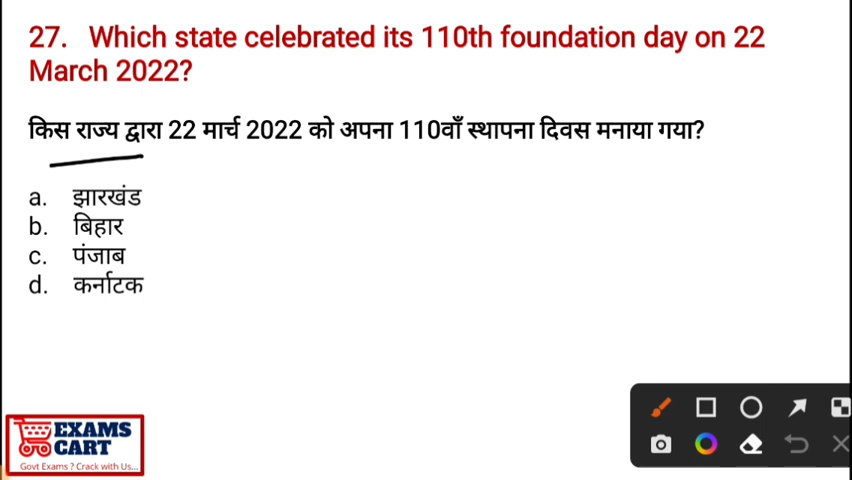 27. Which state celebrated its 110th foundation day on 22
March 2022?
किस राज्य द्वारा 22 मार्च 2022 को अपना 110वाँ स्थापना दिवस मनाया गया?
a. झारखंड
b. बिहार
c. पंजाब
d. कर्नाटक
EXAMS
CART
Govt Exams ? Crack with Us...